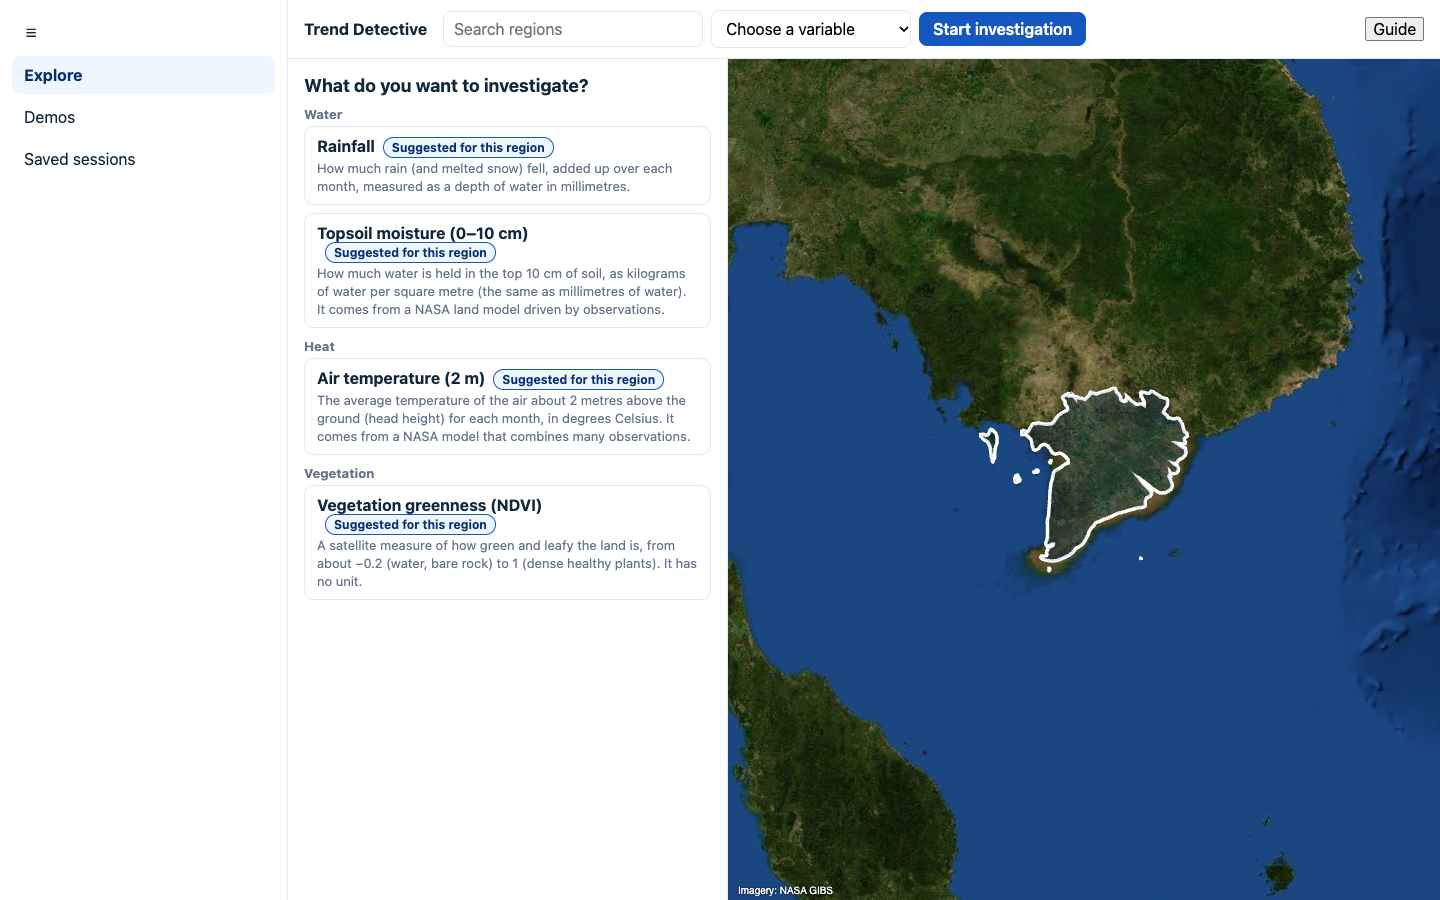 ≡
Explore
Demos
Saved sessions
Trend Detective
Search regions
Choose a variable
Start investigation
Guide
What do you want to investigate?
Water
Rainfall Suggested for this region
How much rain (and melted snow) fell, added up over each
month, measured as a depth of water in millimetres.
Topsoil moisture (0–10 cm)
Suggested for this region
How much water is held in the top 10 cm of soil, as kilograms
of water per square metre (the same as millimetres of water).
It comes from a NASA land model driven by observations.
Heat
Air temperature (2 m) Suggested for this region
The average temperature of the air about 2 metres above the
ground (head height) for each month, in degrees Celsius. It
comes from a NASA model that combines many observations.
Vegetation
Vegetation greenness (NDVI)
Suggested for this region
A satellite measure of how green and leafy the land is, from
about −0.2 (water, bare rock) to 1 (dense healthy plants). It has
no unit.
Imagery: NASA GIBS